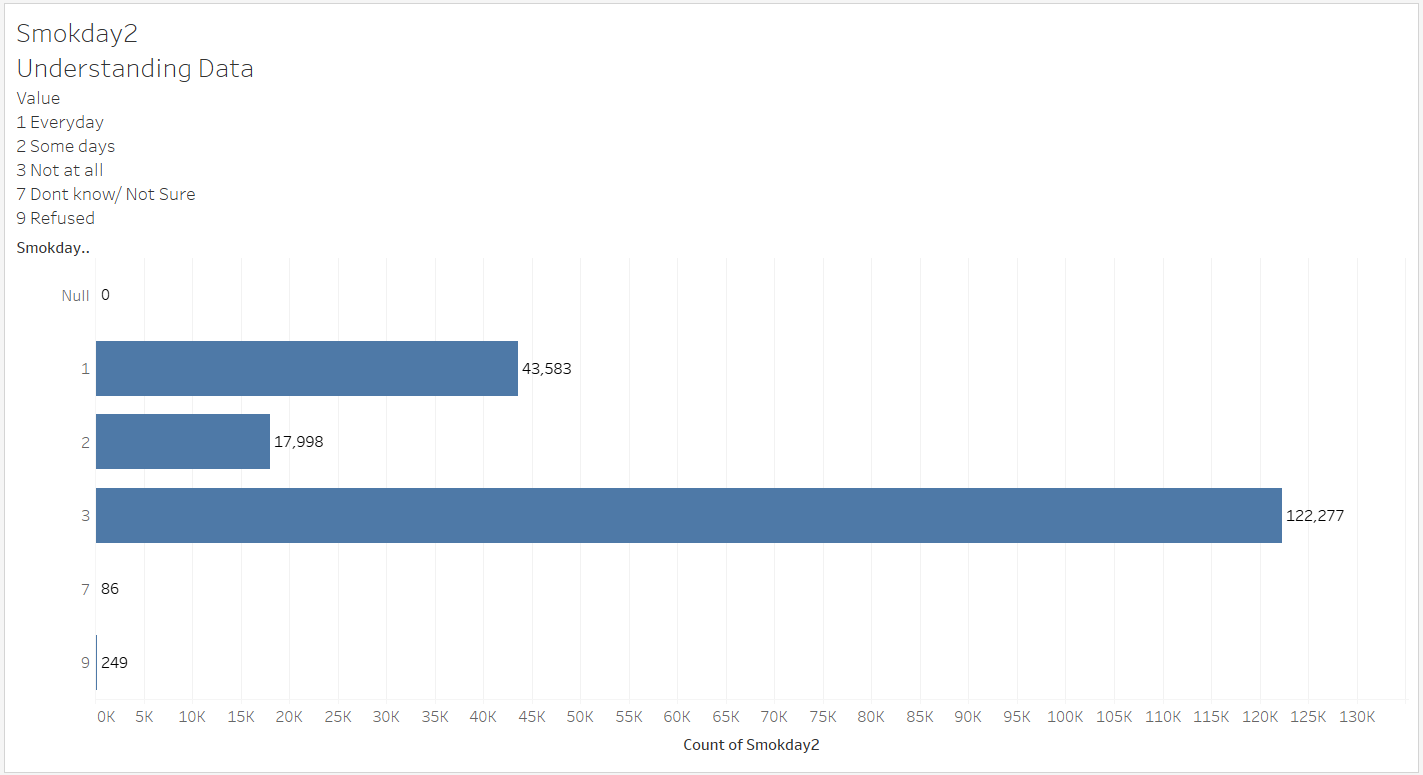 Smokday2
Understanding Data
Value
1 Everyday
2 Some days
3 Not at all
7 Dont know/ Not Sure
9 Refused
Smokday..
Null 0
1 43,583
2 17,998
3 122,277
7 86
9 249
0K 5K 10K 15K 20K 25K 30K 35K 40K 45K 50K 55K 60K 65K 70K 75K 80K 85K 90K 95K 100K 105K 110K 115K 120K 125K 130K
Count of Smokday2